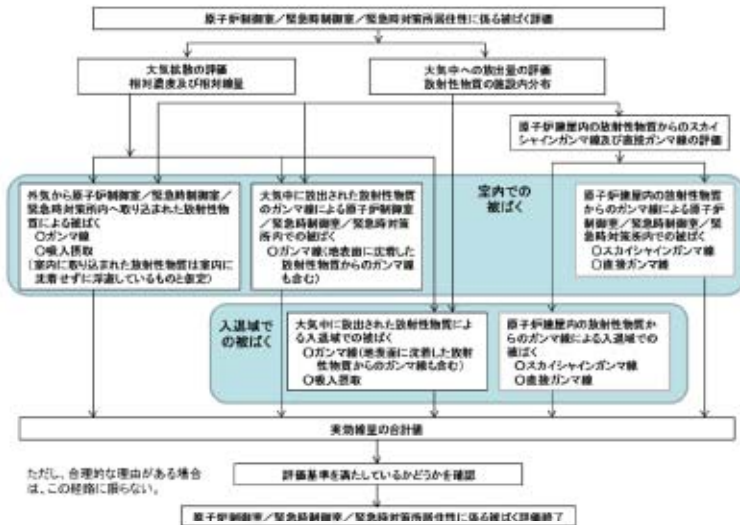 原子炉制御室／緊急時制御室／緊急時対策所居住性に係る被ばく評価
大気拡散の評価
相対濃度及び相対線量
大気中への放出量の評価
放射性物質の施設内分布
原子炉建屋内の放射性物質からのスカイ
シャインガンマ線及び直接ガンマ線の評価
室内での
被ばく
外気から原子炉制御室／緊急時制御室／
緊急時対策所内へ取り込まれた放射性物
質による被ばく
○ガンマ線
○吸入摂取
（室内に取り込まれた放射性物質は室内に
沈着せずに浮遊しているものと仮定）
大気中に放出された放射性物質
のガンマ線による原子炉制御室
／緊急時制御室／緊急時対策
所内での被ばく
○ガンマ線（地表面に沈着した
放射性物質からのガンマ線
も含む）
原子炉建屋内の放射性物質
からのガンマ線による原子炉
制御室／緊急時制御室／緊
急時対策所内での被ばく
○スカイシャインガンマ線
○直接ガンマ線
入退域で
の被ばく
大気中に放出された放射性物質によ
る入退域での被ばく
○ガンマ線（地表面に沈着した放射
性物質からのガンマ線も含む）
○吸入摂取
原子炉建屋内の放射性物質か
らのガンマ線による入退域での
被ばく
○スカイシャインガンマ線
○直接ガンマ線
実効線量の合計値
ただし、合理的な理由がある場合
は、この経路に限らない。
評価基準を満たしているかどうかを確認
原子炉制御室／緊急時制御室／緊急時対策所居住性に係る被ばく評価終了